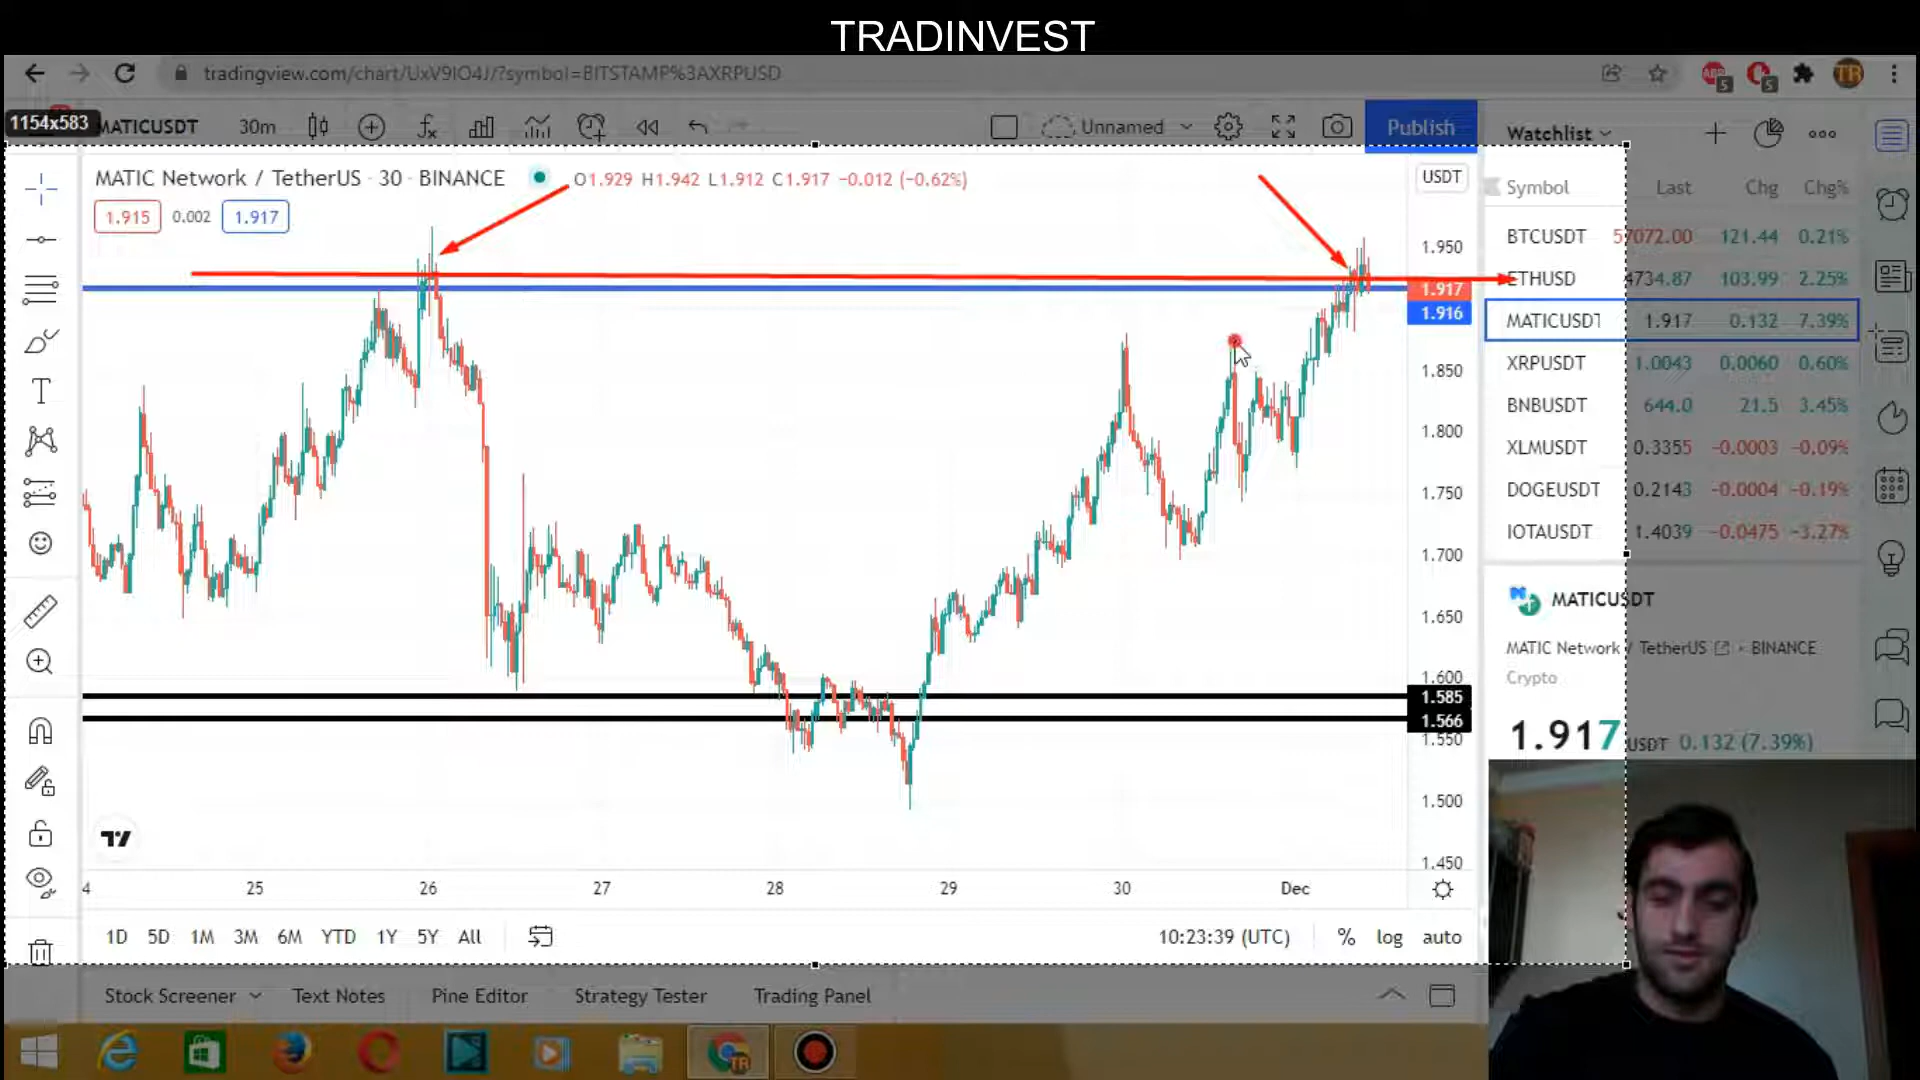 TRADINVEST
tradingview.com/chart/UxV9IO4J/?symbol=BITSTAMP%3AXRPUSD
1154x583
MATICUSDT 30m Unnamed Publish Watchlist
MATIC Network / TetherUS · 30 · BINANCE O1.929 H1.942 L1.912 C1.917 −0.012 (−0.62%)
USDT
1.915 0.002 1.917
1.950
1.917
1.916
1.850
1.800
1.750
1.700
1.650
1.600
1.585
1.566
1.550
1.500
1.450
Symbol Last Chg Chg%
BTCUSDT 57072.00 121.44 0.21%
ETHUSD 4734.87 103.99 2.25%
MATICUSDT 1.917 0.132 7.39%
XRPUSDT 1.0043 0.0060 0.60%
BNBUSDT 644.0 21.5 3.45%
XLMUSDT 0.3355 −0.0003 −0.09%
DOGEUSDT 0.2143 −0.0004 −0.19%
IOTAUSDT 1.4039 −0.0475 −3.27%
MATICUSDT
MATIC Network / TetherUS · BINANCE
Crypto
1.917 USDT 0.132 (7.39%)
4 25 26 27 28 29 30 Dec
1D 5D 1M 3M 6M YTD 1Y 5Y All 10:23:39 (UTC) % log auto
Stock Screener Text Notes Pine Editor Strategy Tester Trading Panel